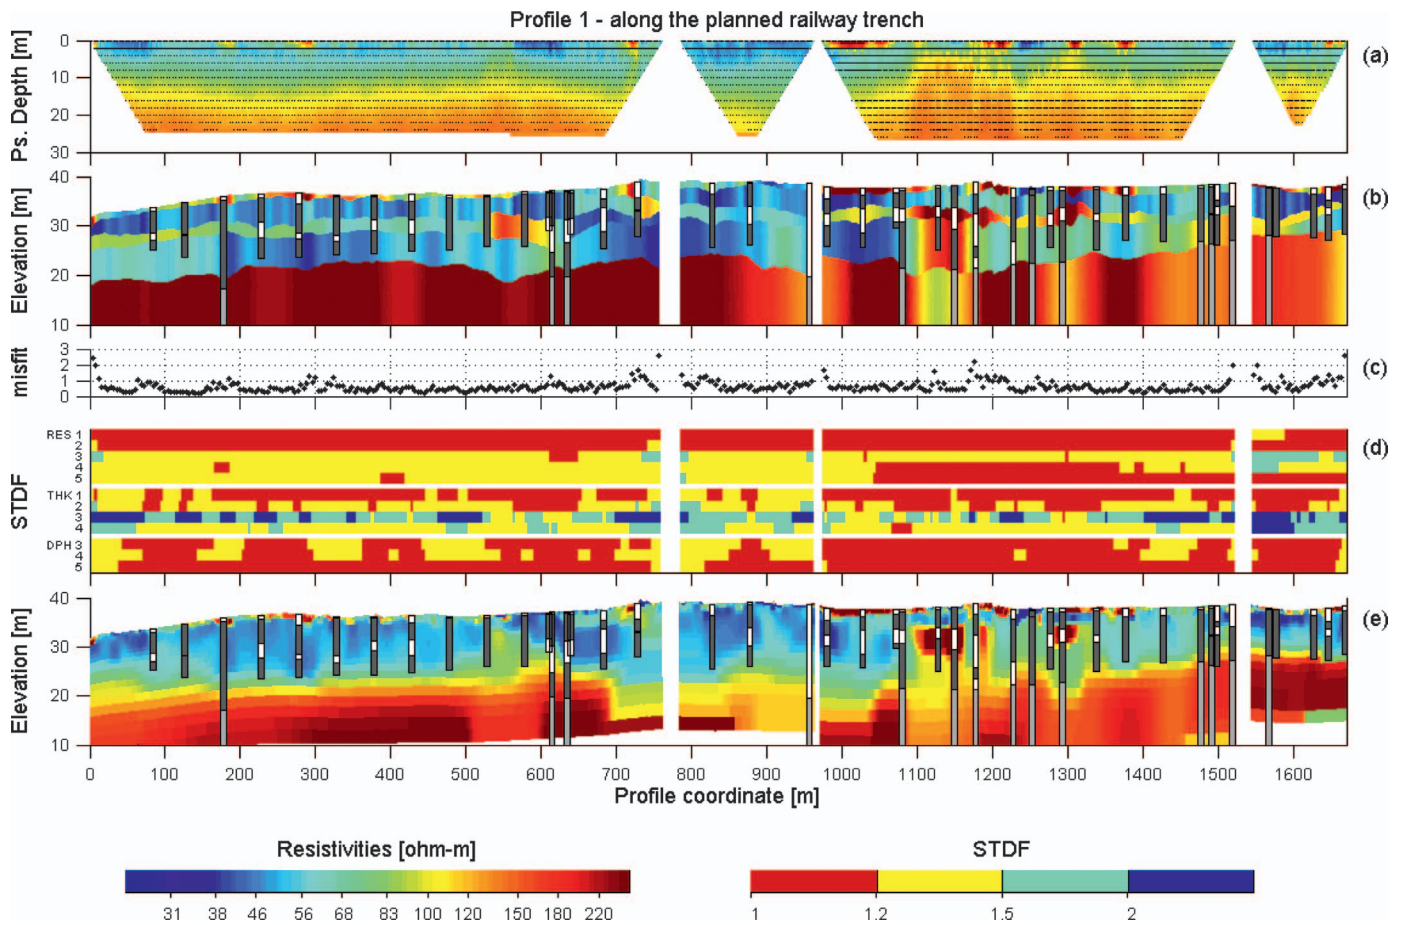 Profile 1 - along the planned railway trench
Ps. Depth [m]
0
10
20
30
(a)
Elevation [m]
40
30
20
10
(b)
misfit
3
2
1
0
(c)
STDF
RES 1
2
3
4
5
THK 1
2
3
4
DPH 3
4
5
(d)
Elevation [m]
40
30
20
10
(e)
0 100 200 300 400 500 600 700 800 900 1000 1100 1200 1300 1400 1500 1600
Profile coordinate [m]
Resistivities [ohm-m]
31 38 46 56 68 83 100 120 150 180 220
STDF
1 1.2 1.5 2